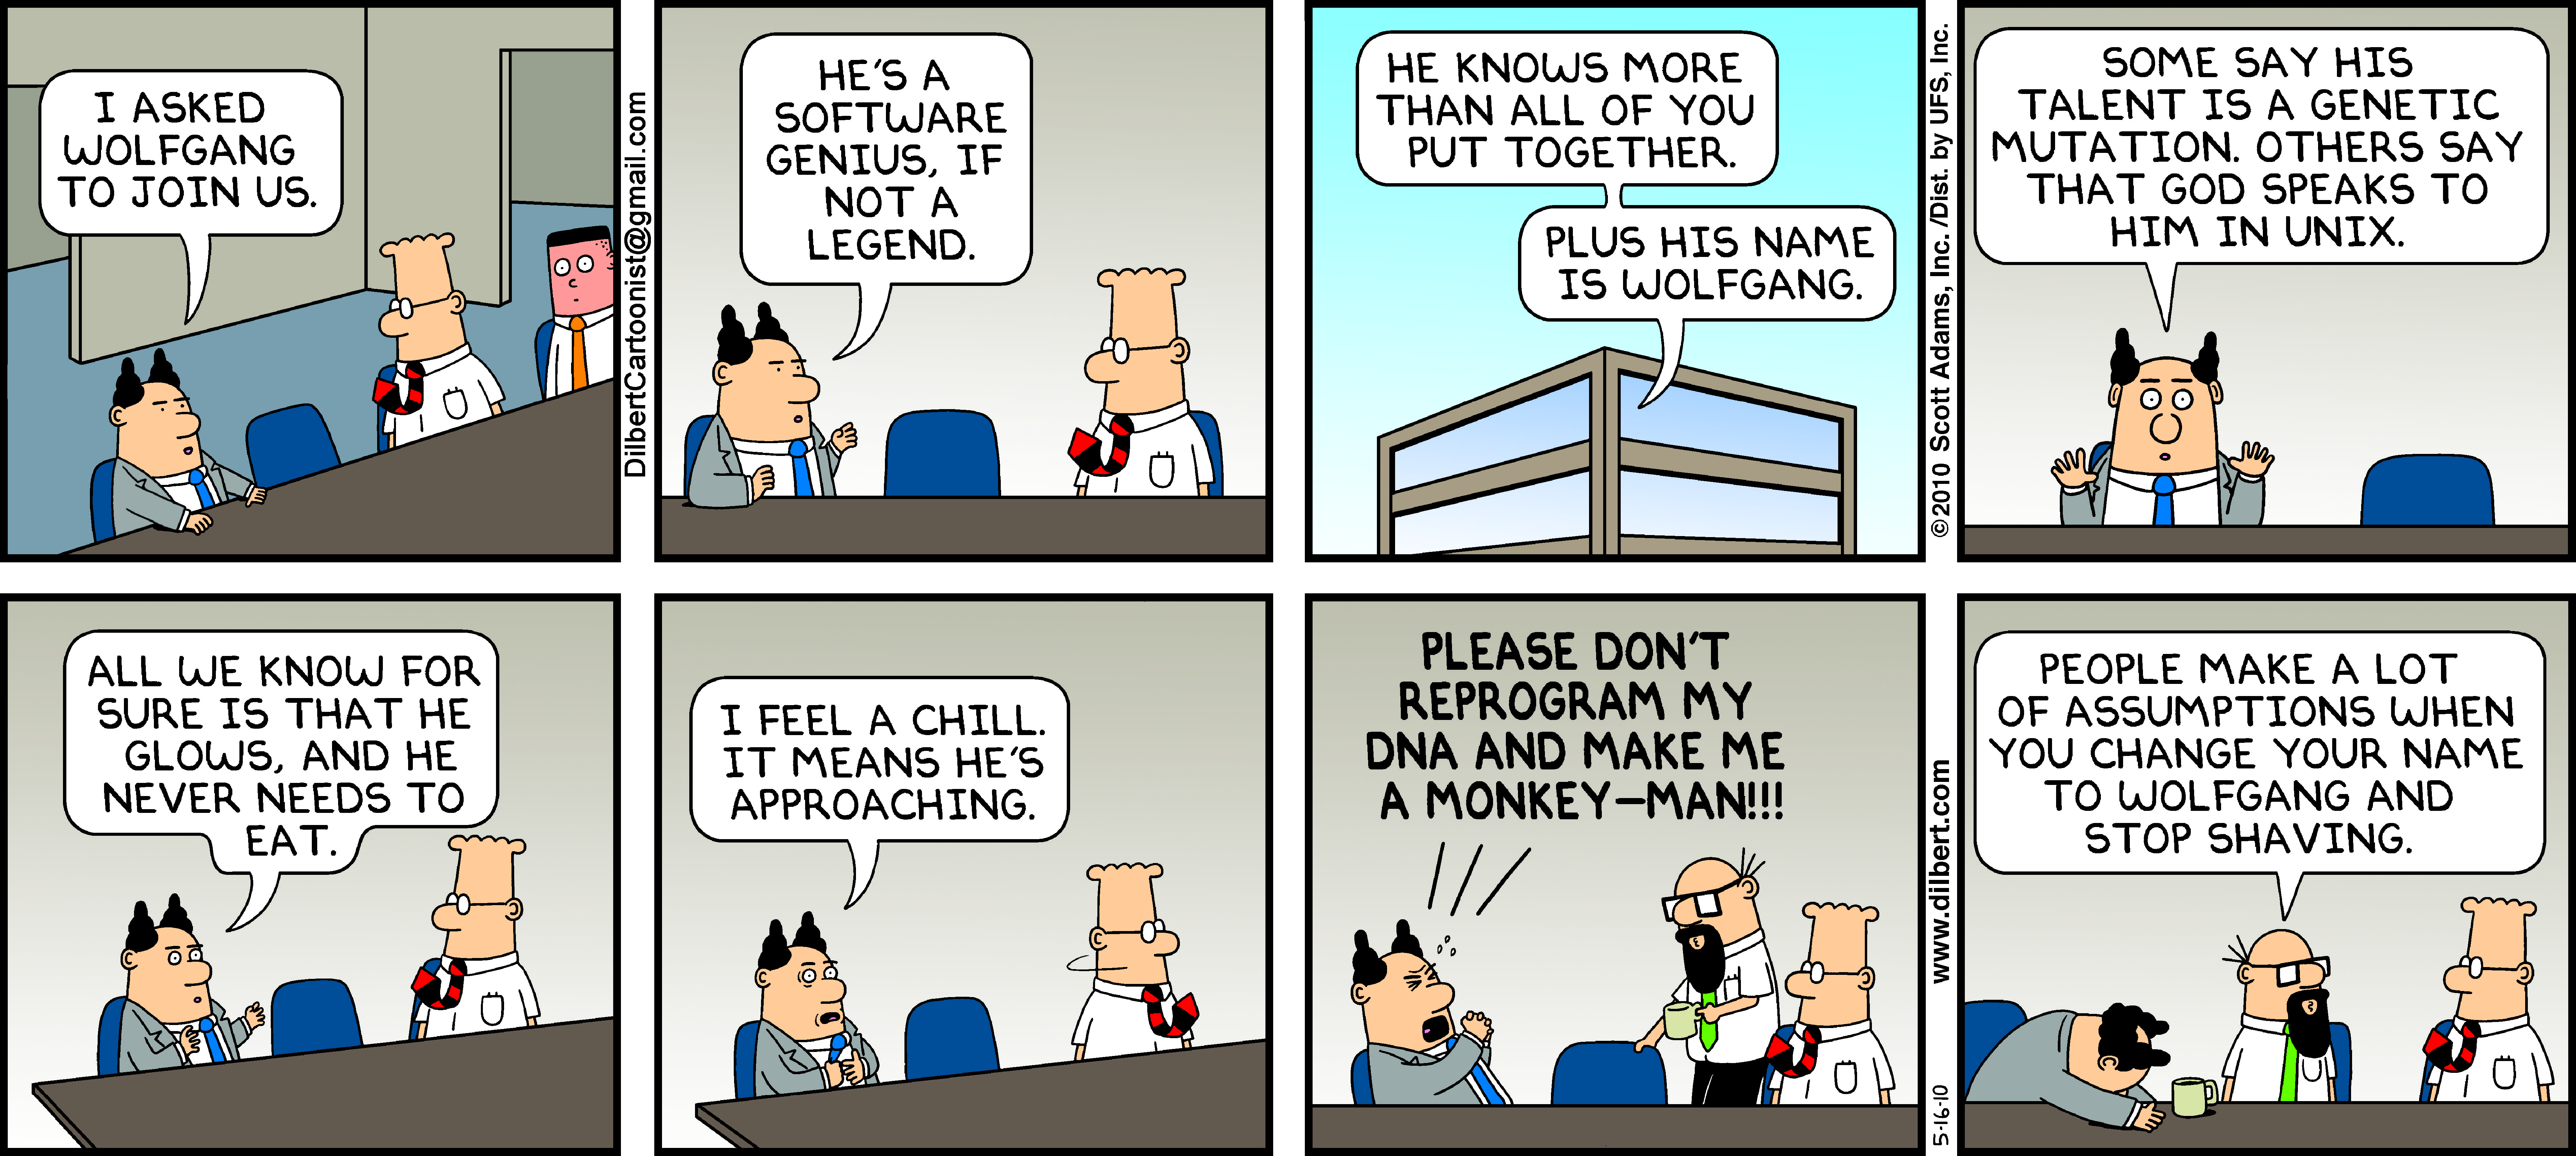 I ASKED
WOLFGANG
TO JOIN US.
DilbertCartoonist@gmail.com
HE'S A
SOFTWARE
GENIUS, IF
NOT A
LEGEND.
HE KNOWS MORE
THAN ALL OF YOU
PUT TOGETHER.
PLUS HIS NAME
IS WOLFGANG.
©2010 Scott Adams, Inc. /Dist. by UFS, Inc.
SOME SAY HIS
TALENT IS A GENETIC
MUTATION. OTHERS SAY
THAT GOD SPEAKS TO
HIM IN UNIX.
ALL WE KNOW FOR
SURE IS THAT HE
GLOWS, AND HE
NEVER NEEDS TO
EAT.
I FEEL A CHILL.
IT MEANS HE'S
APPROACHING.
PLEASE DON'T
REPROGRAM MY
DNA AND MAKE ME
A MONKEY–MAN!!!
5-16-10 www.dilbert.com
PEOPLE MAKE A LOT
OF ASSUMPTIONS WHEN
YOU CHANGE YOUR NAME
TO WOLFGANG AND
STOP SHAVING.